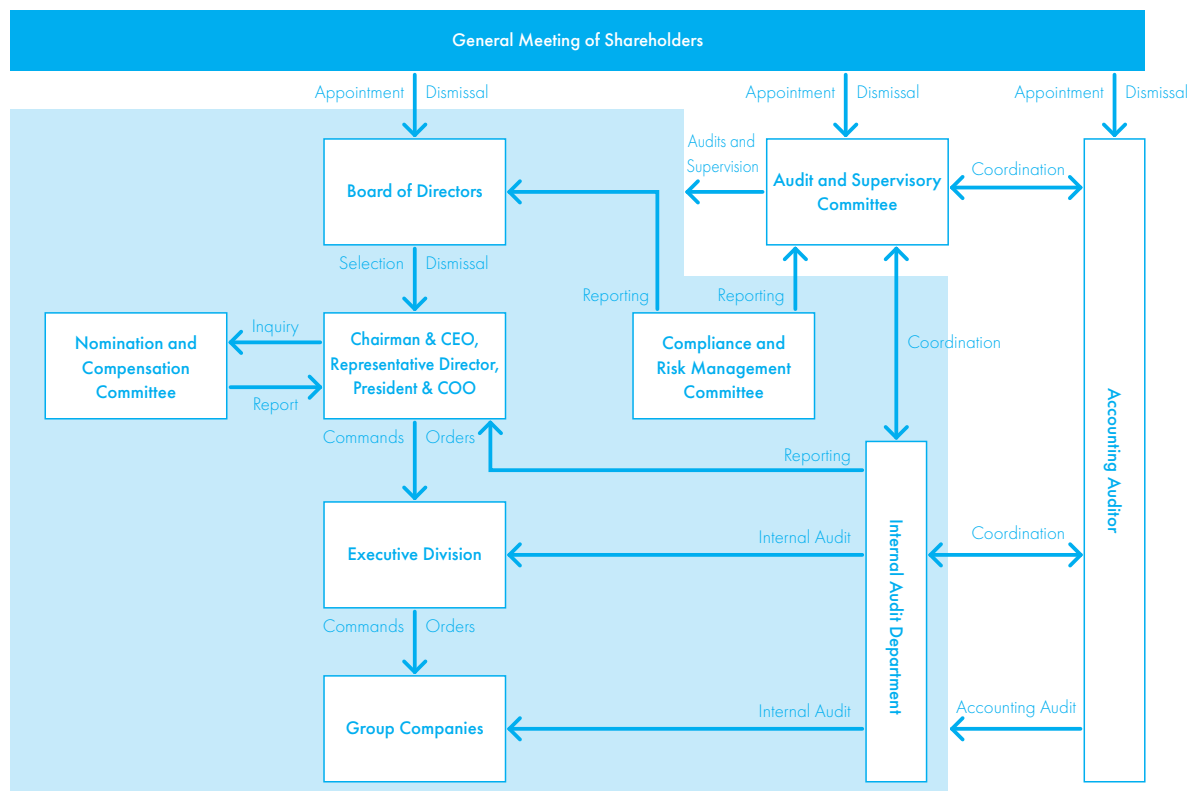 General Meeting of Shareholders
Appointment Dismissal
Appointment Dismissal
Appointment Dismissal
Audits and
Supervision
Board of Directors
Audit and Supervisory
Committee
Coordination
Selection Dismissal
Reporting
Reporting
Nomination and
Compensation
Committee
Inquiry
Report
Chairman & CEO,
Representative Director,
President & COO
Compliance and
Risk Management
Committee
Coordination
Accounting Auditor
Commands Orders
Reporting
Executive Division
Internal Audit
Internal Audit Department
Coordination
Commands Orders
Group Companies
Internal Audit
Accounting Audit